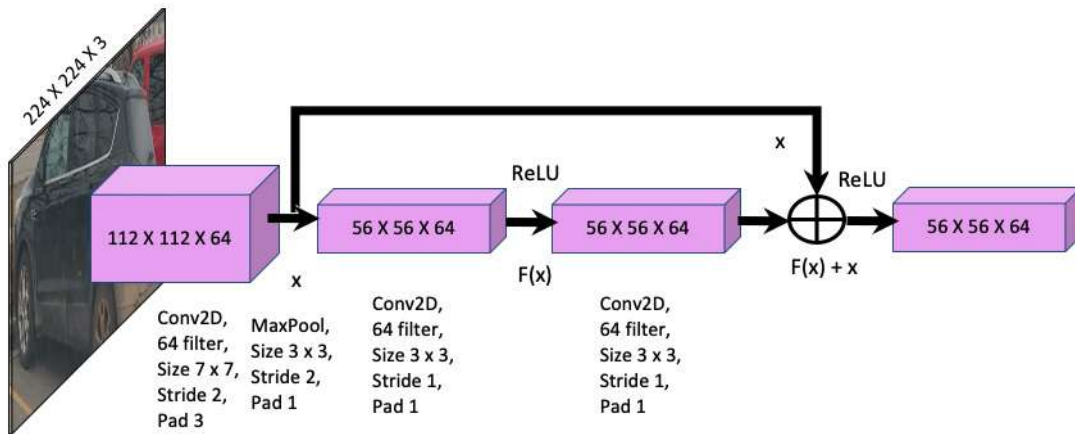 224 X 224 X 3
x
ReLU
ReLU
112 X 112 X 64
56 X 56 X 64
56 X 56 X 64
56 X 56 X 64
x
F(x)
F(x) + x
Conv2D,
64 filter,
Size 7 x 7,
Stride 2,
Pad 3
MaxPool,
Size 3 x 3,
Stride 2,
Pad 1
Conv2D,
64 filter,
Size 3 x 3,
Stride 1,
Pad 1
Conv2D,
64 filter,
Size 3 x 3,
Stride 1,
Pad 1